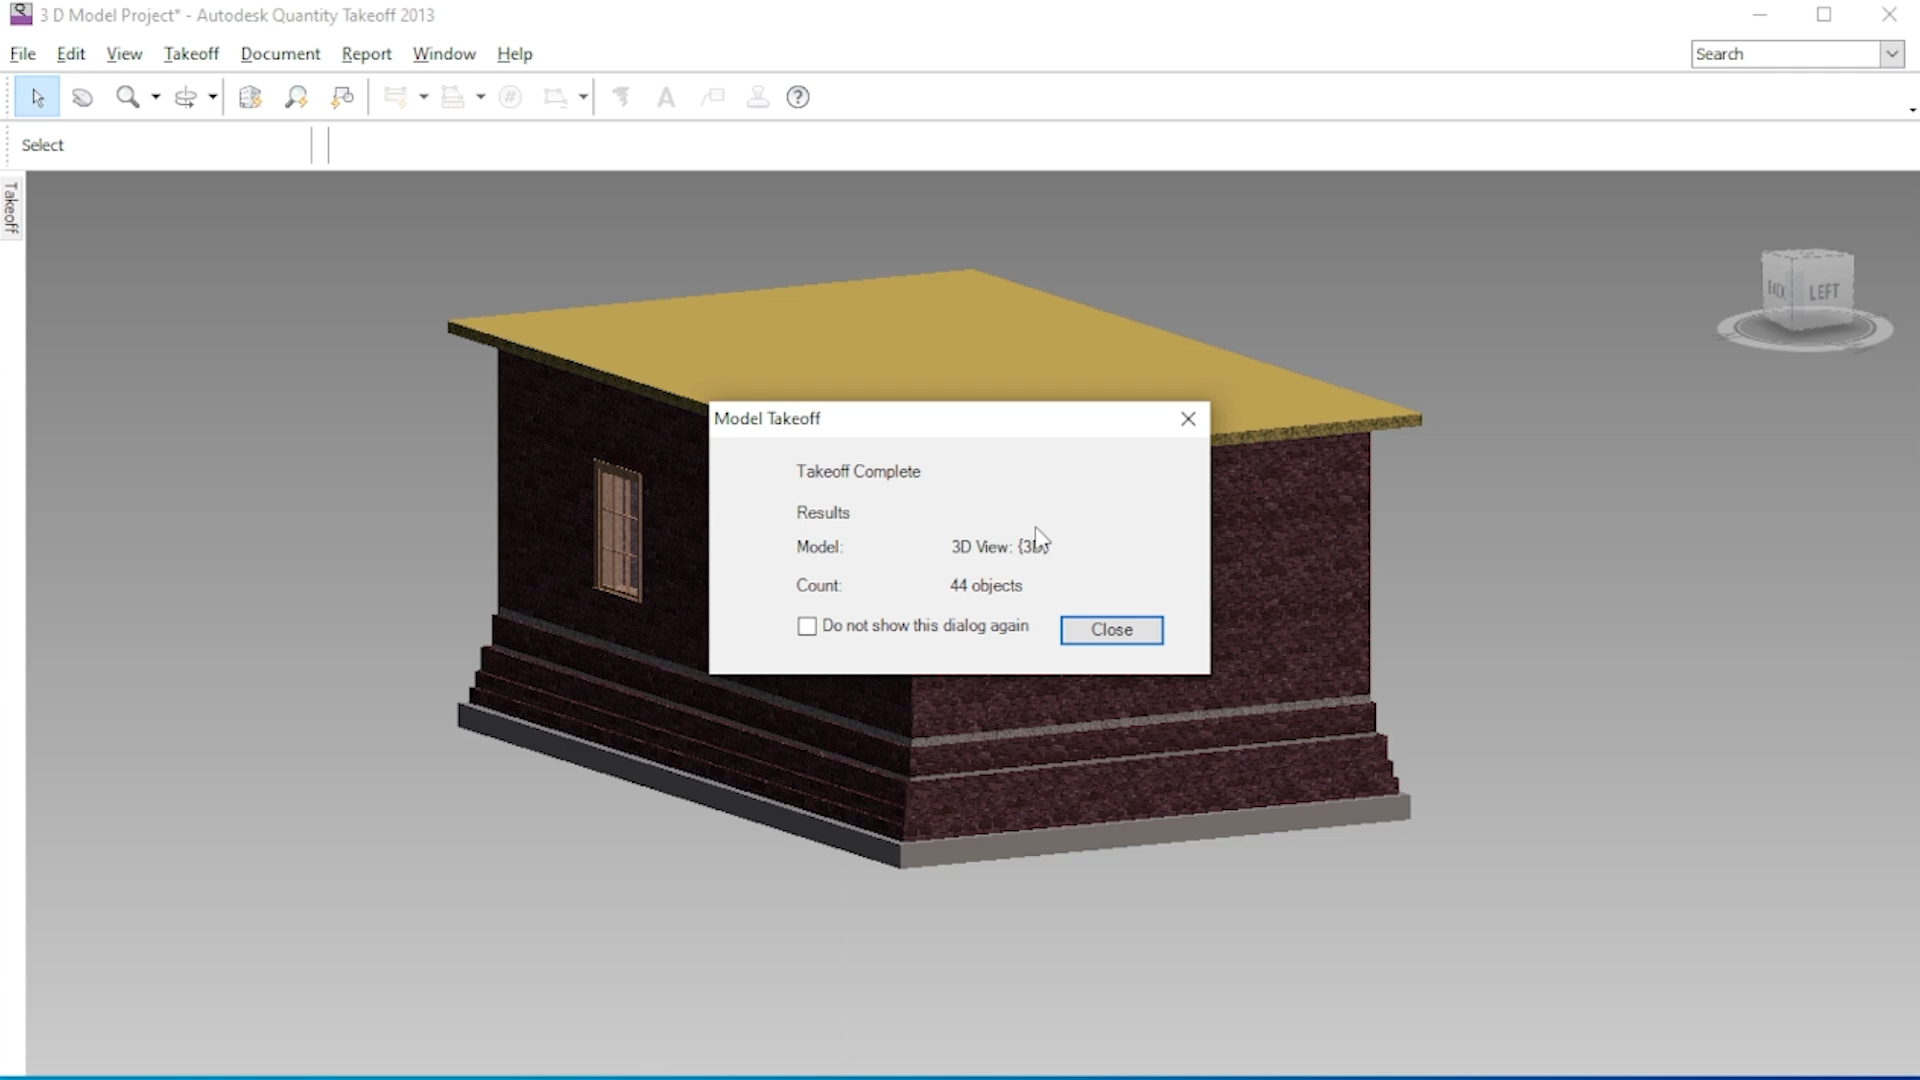 3 D Model Project* - Autodesk Quantity Takeoff 2013
File Edit View Takeoff Document Report Window Help
Search
Select
Takeoff
LEFT
Model Takeoff
Takeoff Complete
Results
Model: 3D View: {3D}
Count: 44 objects
Do not show this dialog again
Close